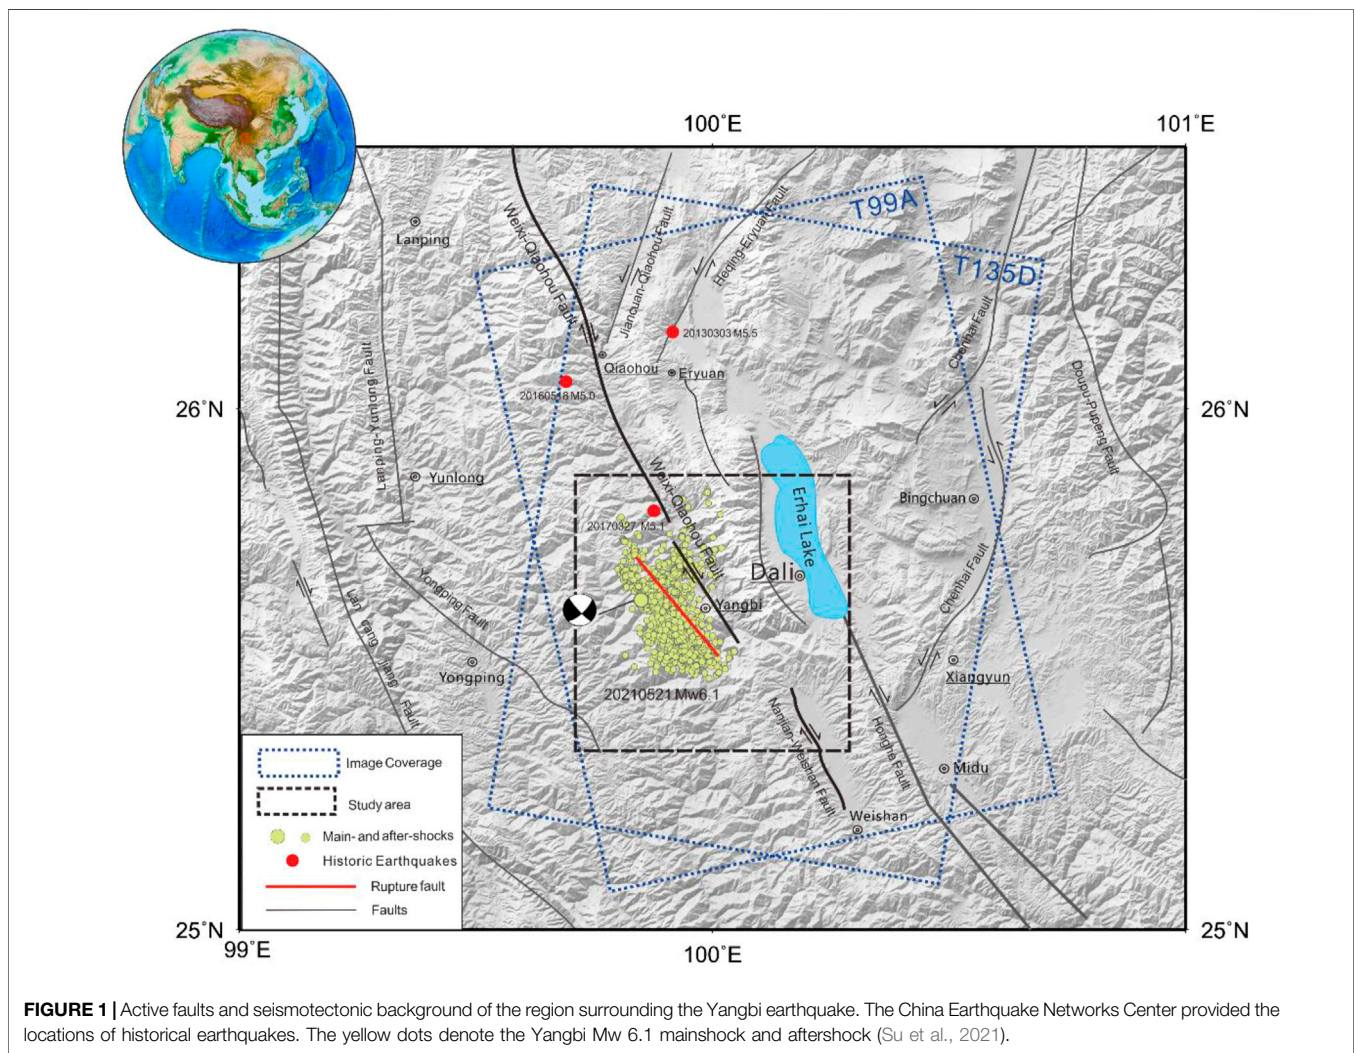 100°E
101°E
T99A
T135D
Lanping
Weixi-Qiaohou Fault
Jiancuan-Qiaohou Fault
Heqing-Eryuan Fault
Chenhai Fault
20130303 M5.5
Qiaohou
Eryuan
20160518 M5.0
26°N
26°N
Lanping-Yunlong Fault
Doupu-Pupeng Fault
Yunlong
Weixi-Qiaohou Fault
Erhai Lake
Bingchuan
20170327 M5.1
Dali
Yangbi
Chenhai Fault
Yongping Fault
Lan cang jiang Fault
Yongping
Xiangyun
20210521 Mw6.1
Nanjian-Weishan Fault
Honghe Fault
Midu
Weishan
Image Coverage
Study area
Main- and after-shocks
Historic Earthquakes
Rupture fault
Faults
25°N
25°N
99°E
100°E
FIGURE 1 | Active faults and seismotectonic background of the region surrounding the Yangbi earthquake. The China Earthquake Networks Center provided the
locations of historical earthquakes. The yellow dots denote the Yangbi Mw 6.1 mainshock and aftershock (Su et al., 2021).